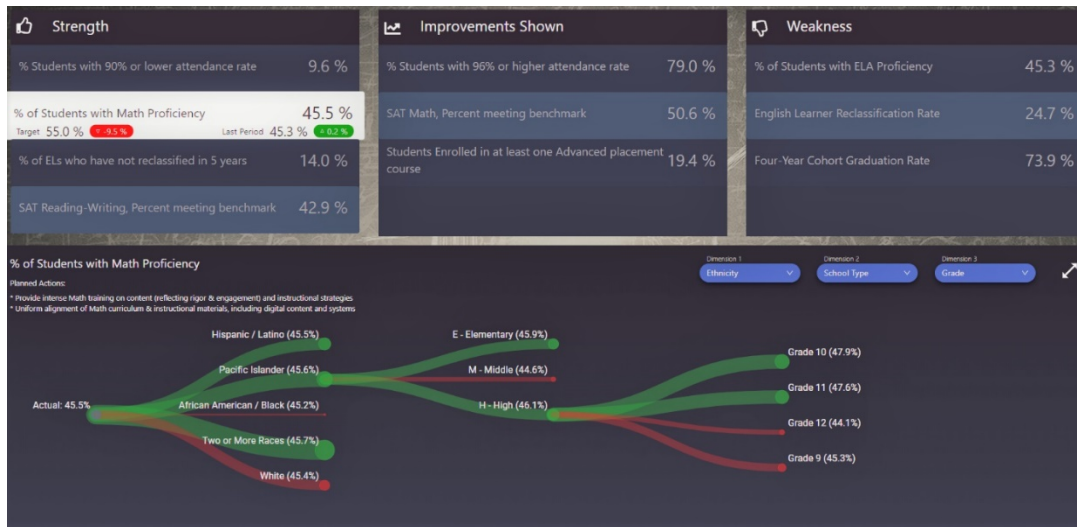 Strength
% Students with 90% or lower attendance rate 9.6 %
% of Students with Math Proficiency 45.5 %
Target 55.0 % ▼ -9.5 % Last Period 45.3 % ▲ 0.2 %
% of ELs who have not reclassified in 5 years 14.0 %
SAT Reading-Writing, Percent meeting benchmark 42.9 %
Improvements Shown
% Students with 96% or higher attendance rate 79.0 %
SAT Math, Percent meeting benchmark 50.6 %
Students Enrolled in at least one Advanced placement
course 19.4 %
Weakness
% of Students with ELA Proficiency 45.3 %
English Learner Reclassification Rate 24.7 %
Four-Year Cohort Graduation Rate 73.9 %
% of Students with Math Proficiency
Planned Actions:
* Provide intense Math training on content (reflecting rigor & engagement) and instructional strategies
* Uniform alignment of Math curriculum & instructional materials, including digital content and systems
Dimension 1
Ethnicity
Dimension 2
School Type
Dimension 3
Grade
Actual: 45.5%
Hispanic / Latino (45.5%)
Pacific Islander (45.6%)
African American / Black (45.2%)
Two or More Races (45.7%)
White (45.4%)
E - Elementary (45.9%)
M - Middle (44.6%)
H - High (46.1%)
Grade 10 (47.9%)
Grade 11 (47.6%)
Grade 12 (44.1%)
Grade 9 (45.3%)